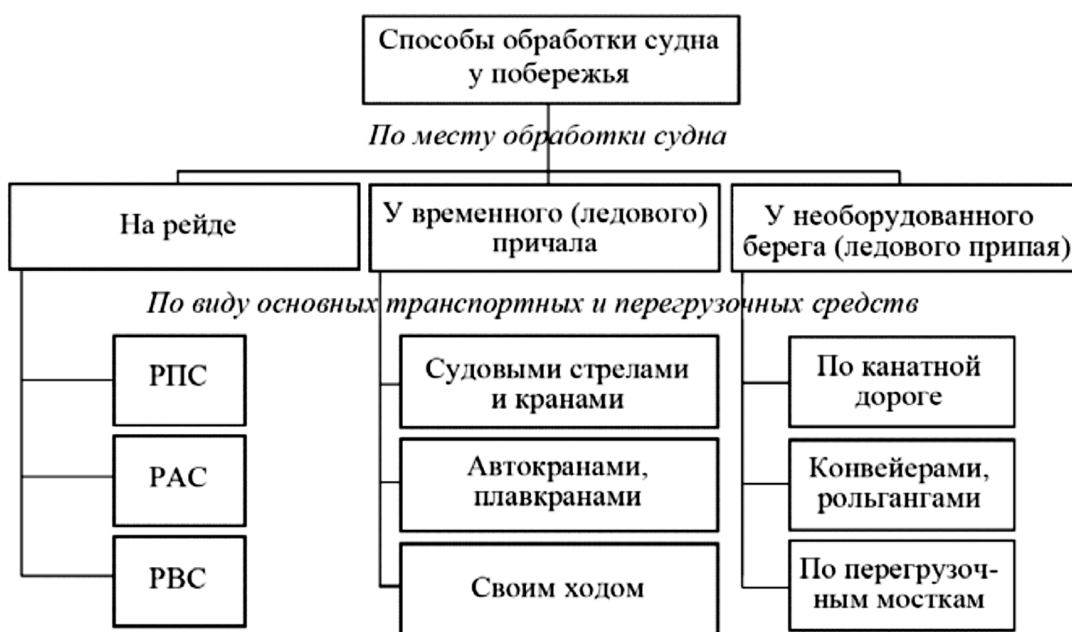 Способы обработки судна
у побережья
По месту обработки судна
На рейде
У временного (ледового)
причала
У необорудованного
берега (ледового припая)
По виду основных транспортных и перегрузочных средств
РПС
РАС
РВС
Судовыми стрелами
и кранами
Автокранами,
плавкранами
Своим ходом
По канатной
дороге
Конвейерами,
рольгангами
По перегрузоч-
ным мосткам